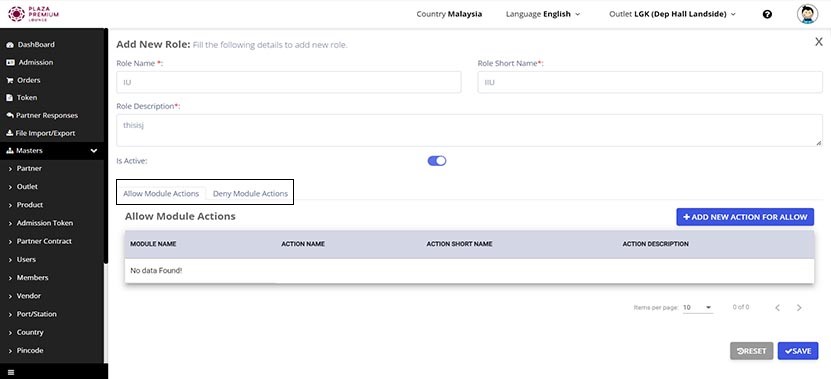 PLAZA
PREMIUM
LOUNGE
Country Malaysia
Language English
Outlet LGK (Dep Hall Landside)
DashBoard
Admission
Orders
Token
Partner Responses
File Import/Export
Masters
Partner
Outlet
Product
Admission Token
Partner Contract
Users
Members
Vendor
Port/Station
Country
Pincode
Add New Role: Fill the following details to add new role.
X
Role Name *:
Role Short Name*:
IU
IIU
Role Description*:
thisisj
Is Active:
Allow Module Actions
Deny Module Actions
Allow Module Actions
+ ADD NEW ACTION FOR ALLOW
MODULE NAME
ACTION NAME
ACTION SHORT NAME
ACTION DESCRIPTION
No data Found!
Items per page: 10
0 of 0
RESET
SAVE